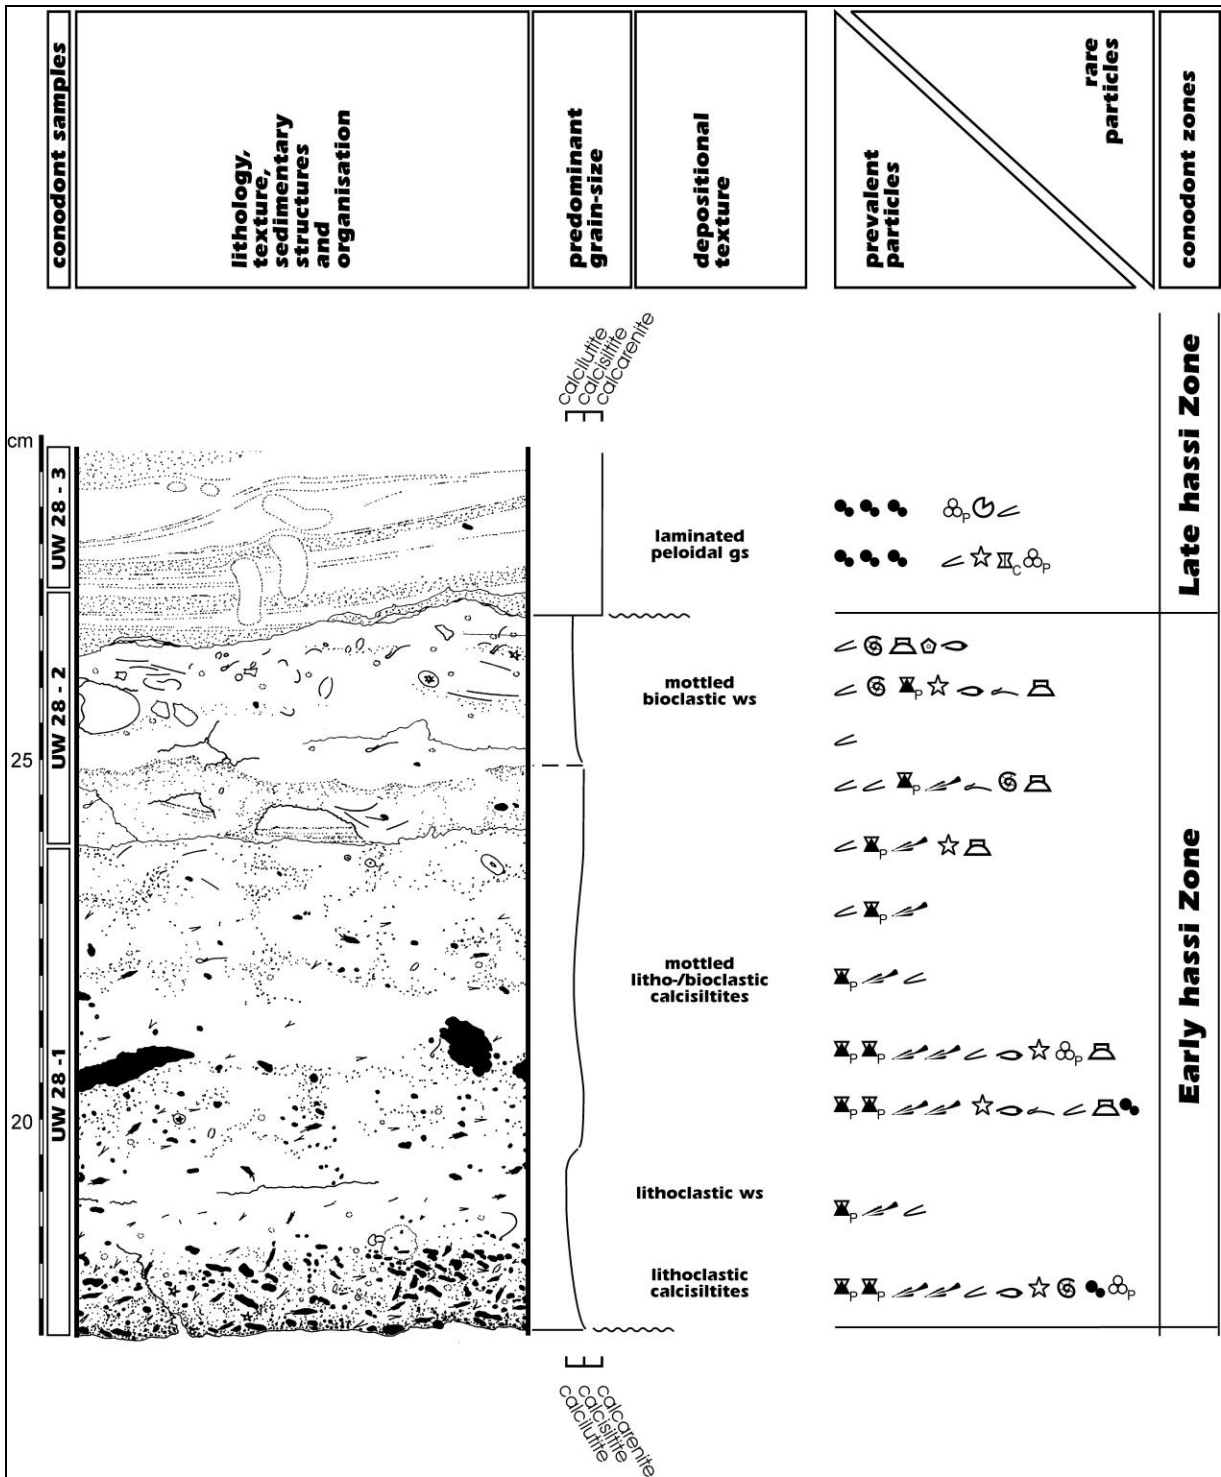 conodont samples
lithology,
texture,
sedimentary
structures
and
organisation
predominant
grain-size
depositional
texture
prevalent
particles
rare
particles
conodont zones
calcilutite
calcisiltite
calcarenite
cm
25
20
UW 28 - 3
UW 28 - 2
UW 28 -1
laminated
peloidal gs
P
C P
mottled
bioclastic ws
P
P
P
P
mottled
litho-/bioclastic
calcisiltites
P
P P P
P P
lithoclastic ws
P
lithoclastic
calcisiltites
P P P
Late hassi Zone
Early hassi Zone
calcarenite
calcisiltite
calcilutite